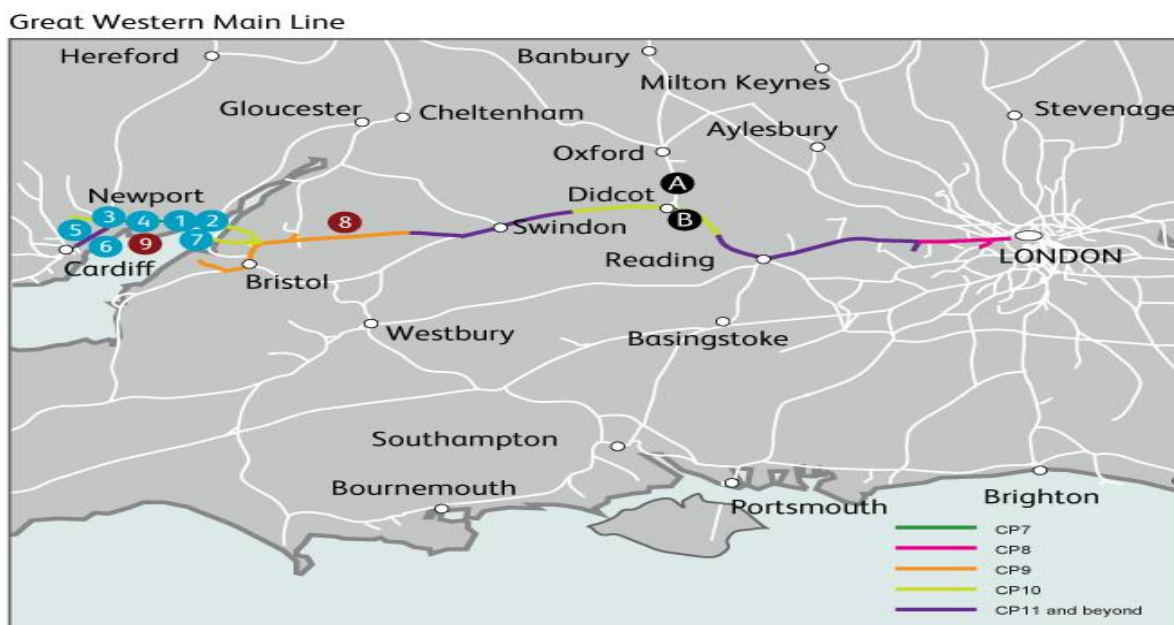 Great Western Main Line
Hereford
Banbury
Milton Keynes
Gloucester
Cheltenham
Stevenage
Aylesbury
Oxford
A
Newport
Didcot
3
4
1
2
8
B
5
Swindon
6
9
7
Cardiff
Reading
LONDON
Bristol
Westbury
Basingstoke
Southampton
Bournemouth
Portsmouth
Brighton
CP7
CP8
CP9
CP10
CP11 and beyond